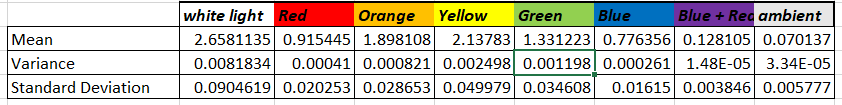 white light Red Orange Yellow Green Blue Blue + Red ambient
Mean 2.6581135 0.915445 1.898108 2.13783 1.331223 0.776356 0.128105 0.070137
Variance 0.0081834 0.00041 0.000821 0.002498 0.001198 0.000261 1.48E-05 3.34E-05
Standard Deviation 0.0904619 0.020253 0.028653 0.049979 0.034608 0.01615 0.003846 0.005777